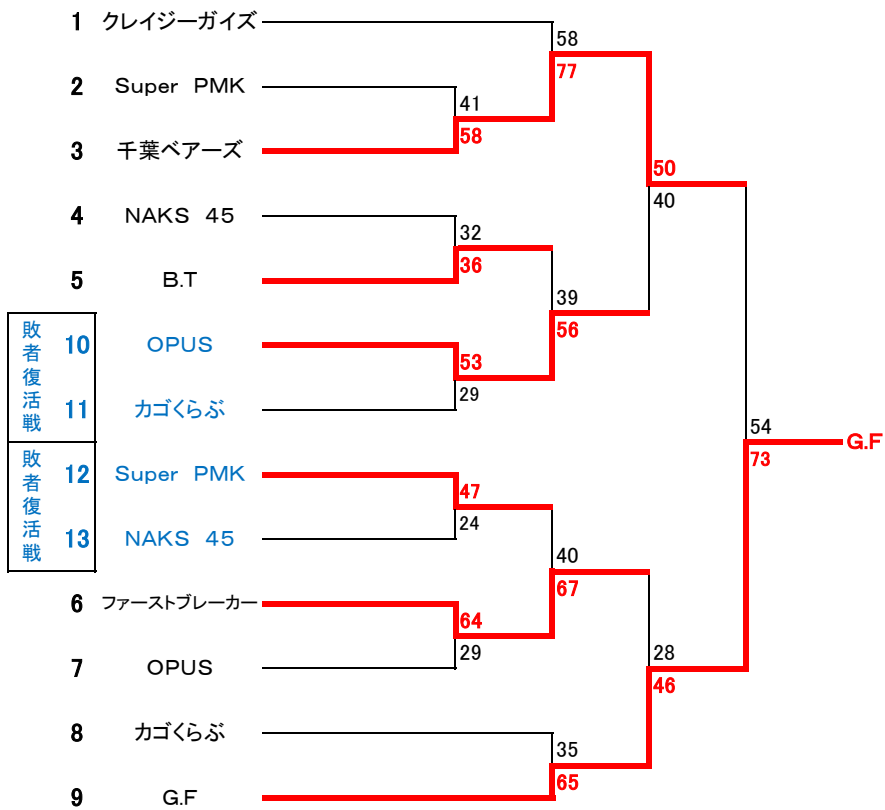 1 クレイジーガイズ
58
77
2 Super PMK
41
58
3 千葉ベアーズ
50
40
4 NAKS 45
32
36
5 B.T
39
56
敗者復活戦
10 OPUS
53
29
11 カゴくらぶ
54
73
G.F
敗者復活戦
12 Super PMK
47
24
13 NAKS 45
40
67
6 ファーストブレーカー
64
29
7 OPUS
28
46
8 カゴくらぶ
35
65
9 G.F